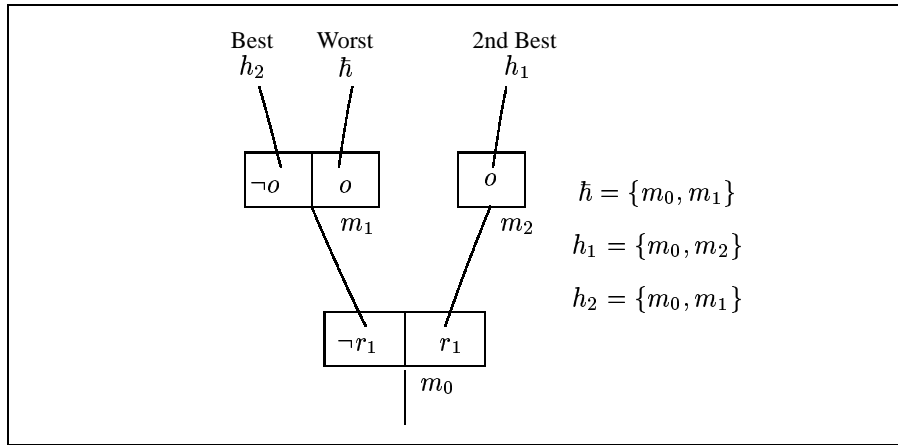 Best Worst 2nd Best
h₂ ħ h₁
¬o o o
m₁ m₂
ħ = {m₀, m₁}
h₁ = {m₀, m₂}
h₂ = {m₀, m₁}
¬r₁ r₁
m₀